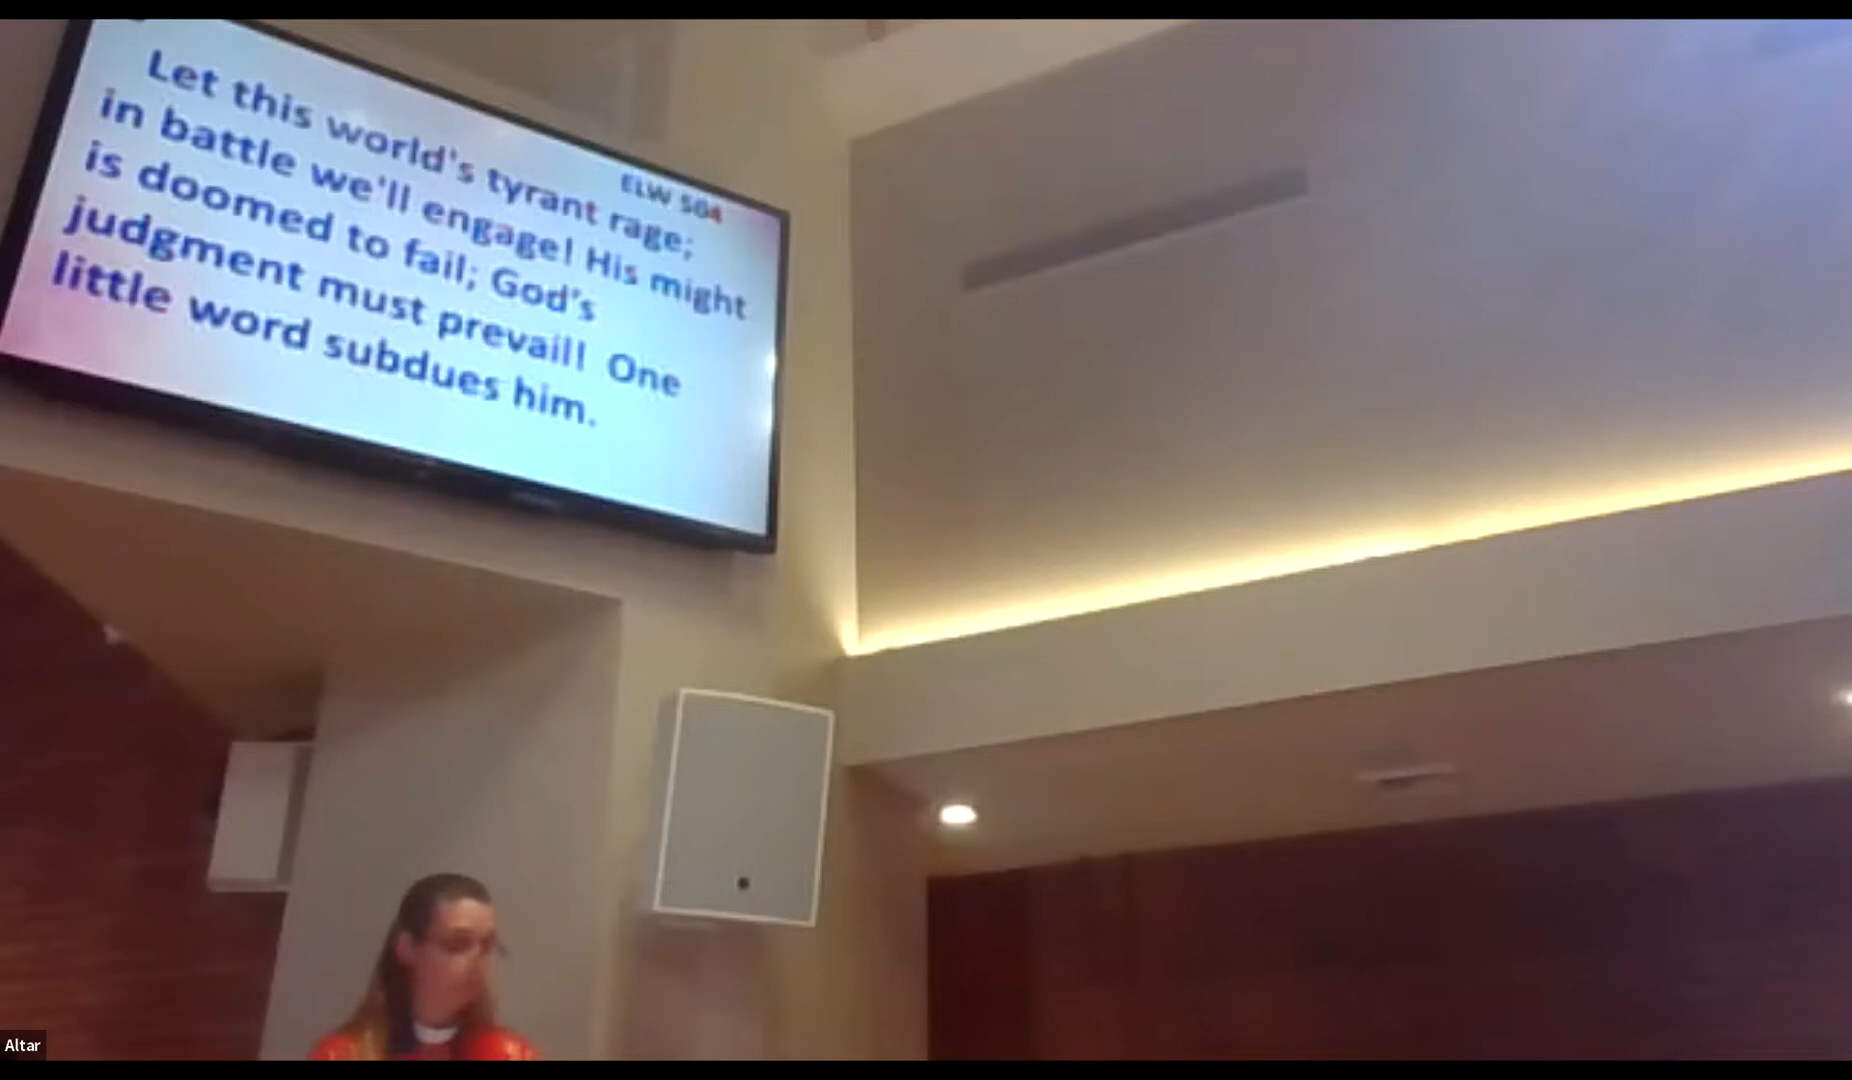 ELW 504
Let this world's tyrant rage;
in battle we'll engage! His might
is doomed to fail; God's
judgment must prevail! One
little word subdues him.
Altar